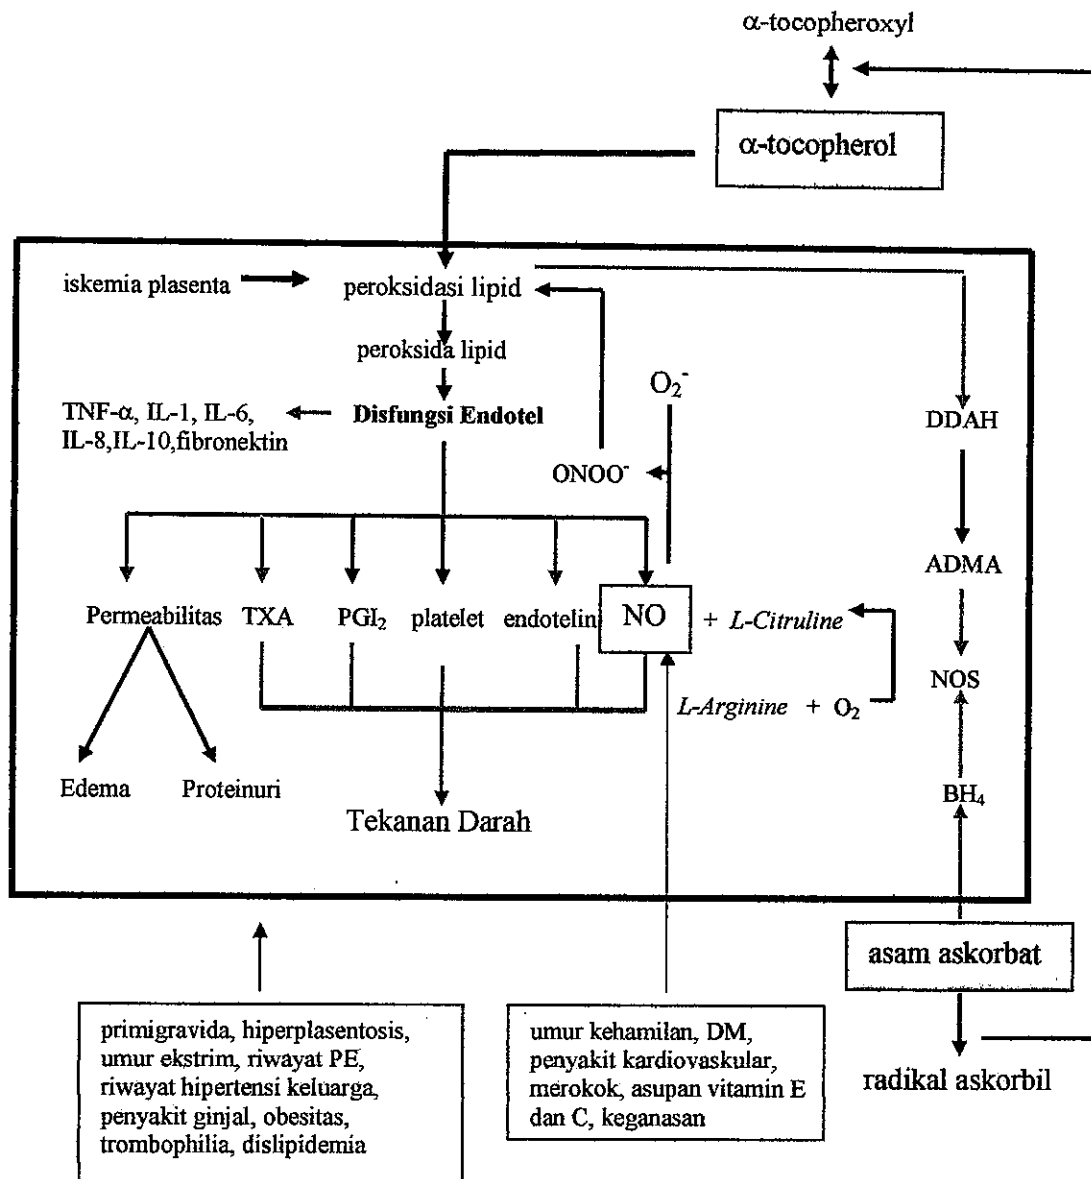 α-tocopheroxyl
α-tocopherol
iskemia plasenta
peroksidasi lipid
peroksida lipid
O₂⁻
TNF-α, IL-1, IL-6,
IL-8,IL-10,fibronektin
Disfungsi Endotel
DDAH
ONOO⁻
ADMA
Permeabilitas TXA PGI₂ platelet endotelin NO + L-Citruline
NOS
L-Arginine + O₂
Edema Proteinuri
BH₄
Tekanan Darah
asam askorbat
primigravida, hiperplasentosis,
umur ekstrim, riwayat PE,
riwayat hipertensi keluarga,
penyakit ginjal, obesitas,
trombophilia, dislipidemia
umur kehamilan, DM,
penyakit kardiovaskular,
merokok, asupan vitamin E
dan C, keganasan
radikal askorbil